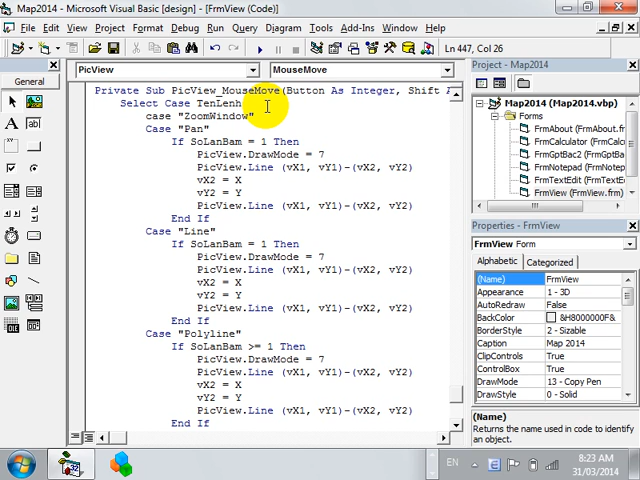 Map2014 - Microsoft Visual Basic [design] - [FrmView (Code)]
File Edit View Project Format Debug Run Query Diagram Tools Add-Ins Window Help
Ln 447, Col 26
General
PicView
MouseMove
Private Sub PicView_MouseMove(Button As Integer, Shift A
Select Case TenLenh
case "ZoomWindow"
Case "Pan"
If SoLanBam = 1 Then
PicView.DrawMode = 7
PicView.Line (vX1, vY1)-(vX2, vY2)
vX2 = X
vY2 = Y
PicView.Line (vX1, vY1)-(vX2, vY2)
End If
Case "Line"
If SoLanBam = 1 Then
PicView.DrawMode = 7
PicView.Line (vX1, vY1)-(vX2, vY2)
vX2 = X
vY2 = Y
PicView.Line (vX1, vY1)-(vX2, vY2)
End If
Case "Polyline"
If SoLanBam >= 1 Then
PicView.DrawMode = 7
PicView.Line (vX1, vY1)-(vX2, vY2)
vX2 = X
vY2 = Y
PicView.Line (vX1, vY1)-(vX2, vY2)
End If
Project - Map2014
Map2014 (Map2014.vbp)
Forms
FrmAbout (FrmAbout.
FrmCalculator (FrmCal
FrmGptBac2 (FrmGptB
FrmNotepad (FrmNote
FrmTextEdit (FrmText
FrmView (FrmView.frm)
Properties - FrmView
FrmView Form
Alphabetic Categorized
(Name) FrmView
Appearance 1 - 3D
AutoRedraw False
BackColor &H8000000F&
BorderStyle 2 - Sizable
Caption Map 2014
ClipControls True
ControlBox True
DrawMode 13 - Copy Pen
DrawStyle 0 - Solid
(Name)
Returns the name used in code to identify
an object.
EN
8:23 AM
31/03/2014